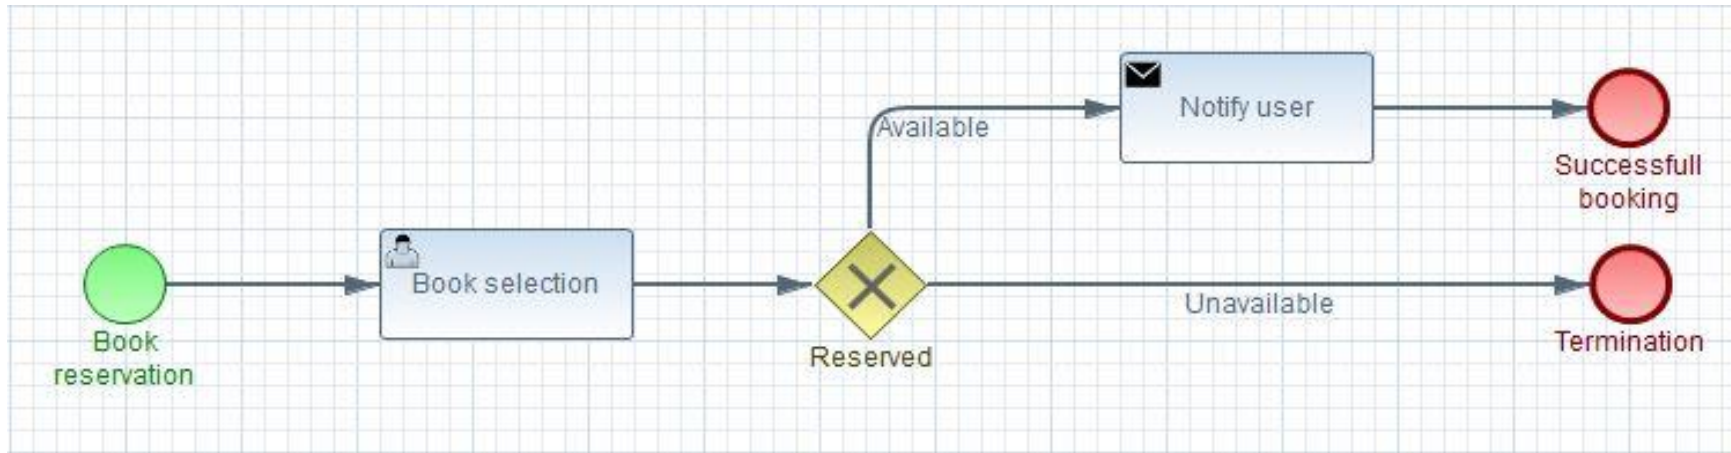 Available
Notify user
Successfull
booking
Book
reservation
Book selection
Reserved
Unavailable
Termination